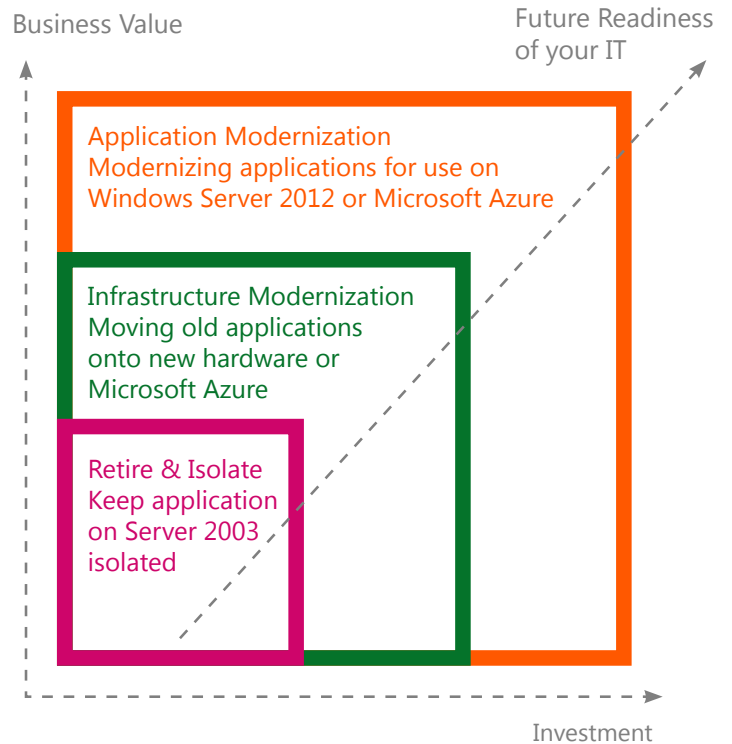 Business Value
Future Readiness
of your IT
Application Modernization
Modernizing applications for use on
Windows Server 2012 or Microsoft Azure
Infrastructure Modernization
Moving old applications
onto new hardware or
Microsoft Azure
Retire & Isolate
Keep application
on Server 2003
isolated
Investment